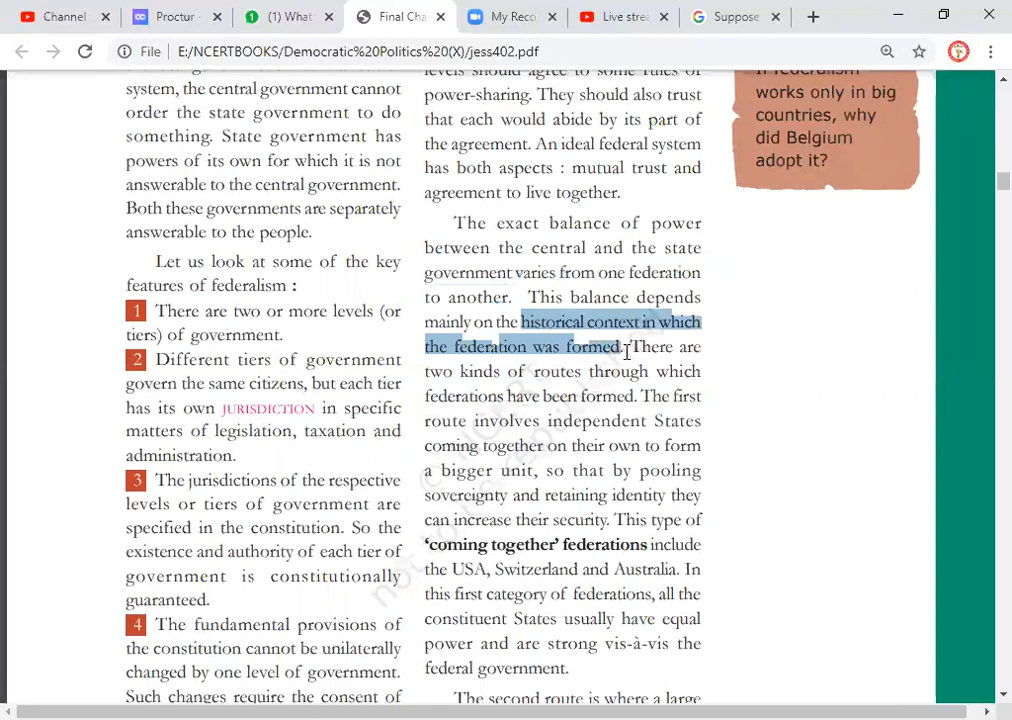 Channel
Proctur -
(1) What
Final Cha
My Reco
Live stre
Suppose
File
E:/NCERTBOOKS/Democratic%20Politics%20(X)/jess402.pdf
system, the central government cannot
order the state government to do
something. State government has
powers of its own for which it is not
answerable to the central government.
Both these governments are separately
answerable to the people.
Let us look at some of the key
features of federalism :
1 There are two or more levels (or
tiers) of government.
2 Different tiers of government
govern the same citizens, but each tier
has its own JURISDICTION in specific
matters of legislation, taxation and
administration.
3 The jurisdictions of the respective
levels or tiers of government are
specified in the constitution. So the
existence and authority of each tier of
government is constitutionally
guaranteed.
4 The fundamental provisions of
the constitution cannot be unilaterally
changed by one level of government.
Such changes require the consent of
levels should agree to some rules of
power-sharing. They should also trust
that each would abide by its part of
the agreement. An ideal federal system
has both aspects : mutual trust and
agreement to live together.
The exact balance of power
between the central and the state
government varies from one federation
to another. This balance depends
mainly on the historical context in which
the federation was formed. There are
two kinds of routes through which
federations have been formed. The first
route involves independent States
coming together on their own to form
a bigger unit, so that by pooling
sovereignty and retaining identity they
can increase their security. This type of
‘coming together’ federations include
the USA, Switzerland and Australia. In
this first category of federations, all the
constituent States usually have equal
power and are strong vis-à-vis the
federal government.
The second route is where a large
If federalism
works only in big
countries, why
did Belgium
adopt it?
© NCERT
not to be republished